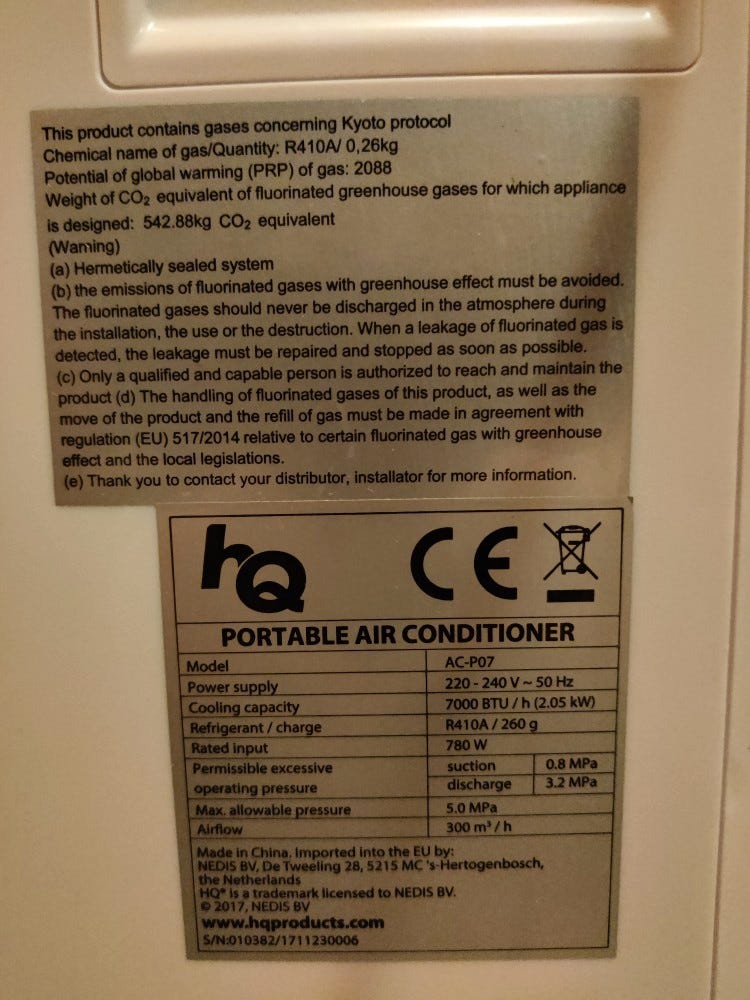 This product contains gases concerning Kyoto protocol
Chemical name of gas/Quantity: R410A/ 0,26kg
Potential of global warming (PRP) of gas: 2088
Weight of CO₂ equivalent of fluorinated greenhouse gases for which appliance
is designed: 542.88kg CO₂ equivalent
(Warning)
(a) Hermetically sealed system
(b) the emissions of fluorinated gases with greenhouse effect must be avoided.
The fluorinated gases should never be discharged in the atmosphere during
the installation, the use or the destruction. When a leakage of fluorinated gas is
detected, the leakage must be repaired and stopped as soon as possible.
(c) Only a qualified and capable person is authorized to reach and maintain the
product (d) The handling of fluorinated gases of this product, as well as the
move of the product and the refill of gas must be made in agreement with
regulation (EU) 517/2014 relative to certain fluorinated gas with greenhouse
effect and the local legislations.
(e) Thank you to contact your distributor, installator for more information.
hQ CE
PORTABLE AIR CONDITIONER
Model AC-P07
Power supply 220 - 240 V ~ 50 Hz
Cooling capacity 7000 BTU / h (2.05 kW)
Refrigerant / charge R410A / 260 g
Rated input 780 W
Permissible excessive suction 0.8 MPa
operating pressure discharge 3.2 MPa
Max. allowable pressure 5.0 MPa
Airflow 300 m³ / h
Made in China. Imported into the EU by:
NEDIS BV, De Tweeling 28, 5215 MC 's-Hertogenbosch,
the Netherlands
HQ® is a trademark licensed to NEDIS BV.
© 2017, NEDIS BV
www.hqproducts.com
S/N:010382/1711230006